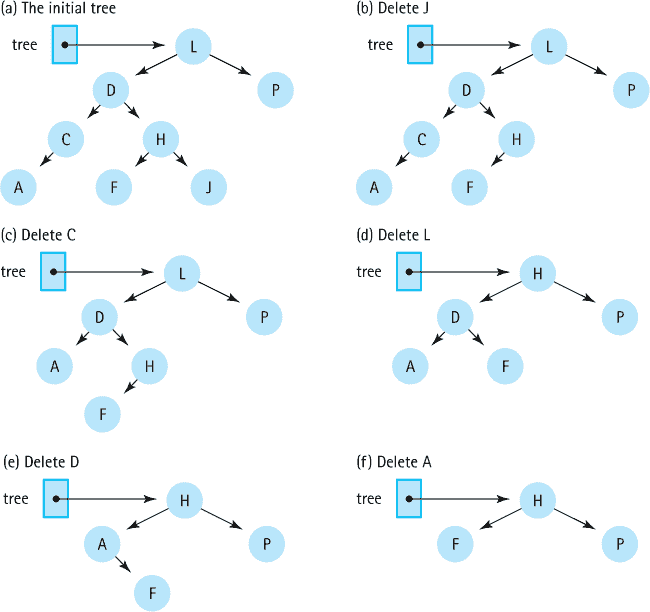 (a) The initial tree
tree
L
D
P
C
H
A
F
J
(b) Delete J
tree
L
D
P
C
H
A
F
(c) Delete C
tree
L
D
P
A
H
F
(d) Delete L
tree
H
D
P
A
F
(e) Delete D
tree
H
A
P
F
(f) Delete A
tree
H
F
P